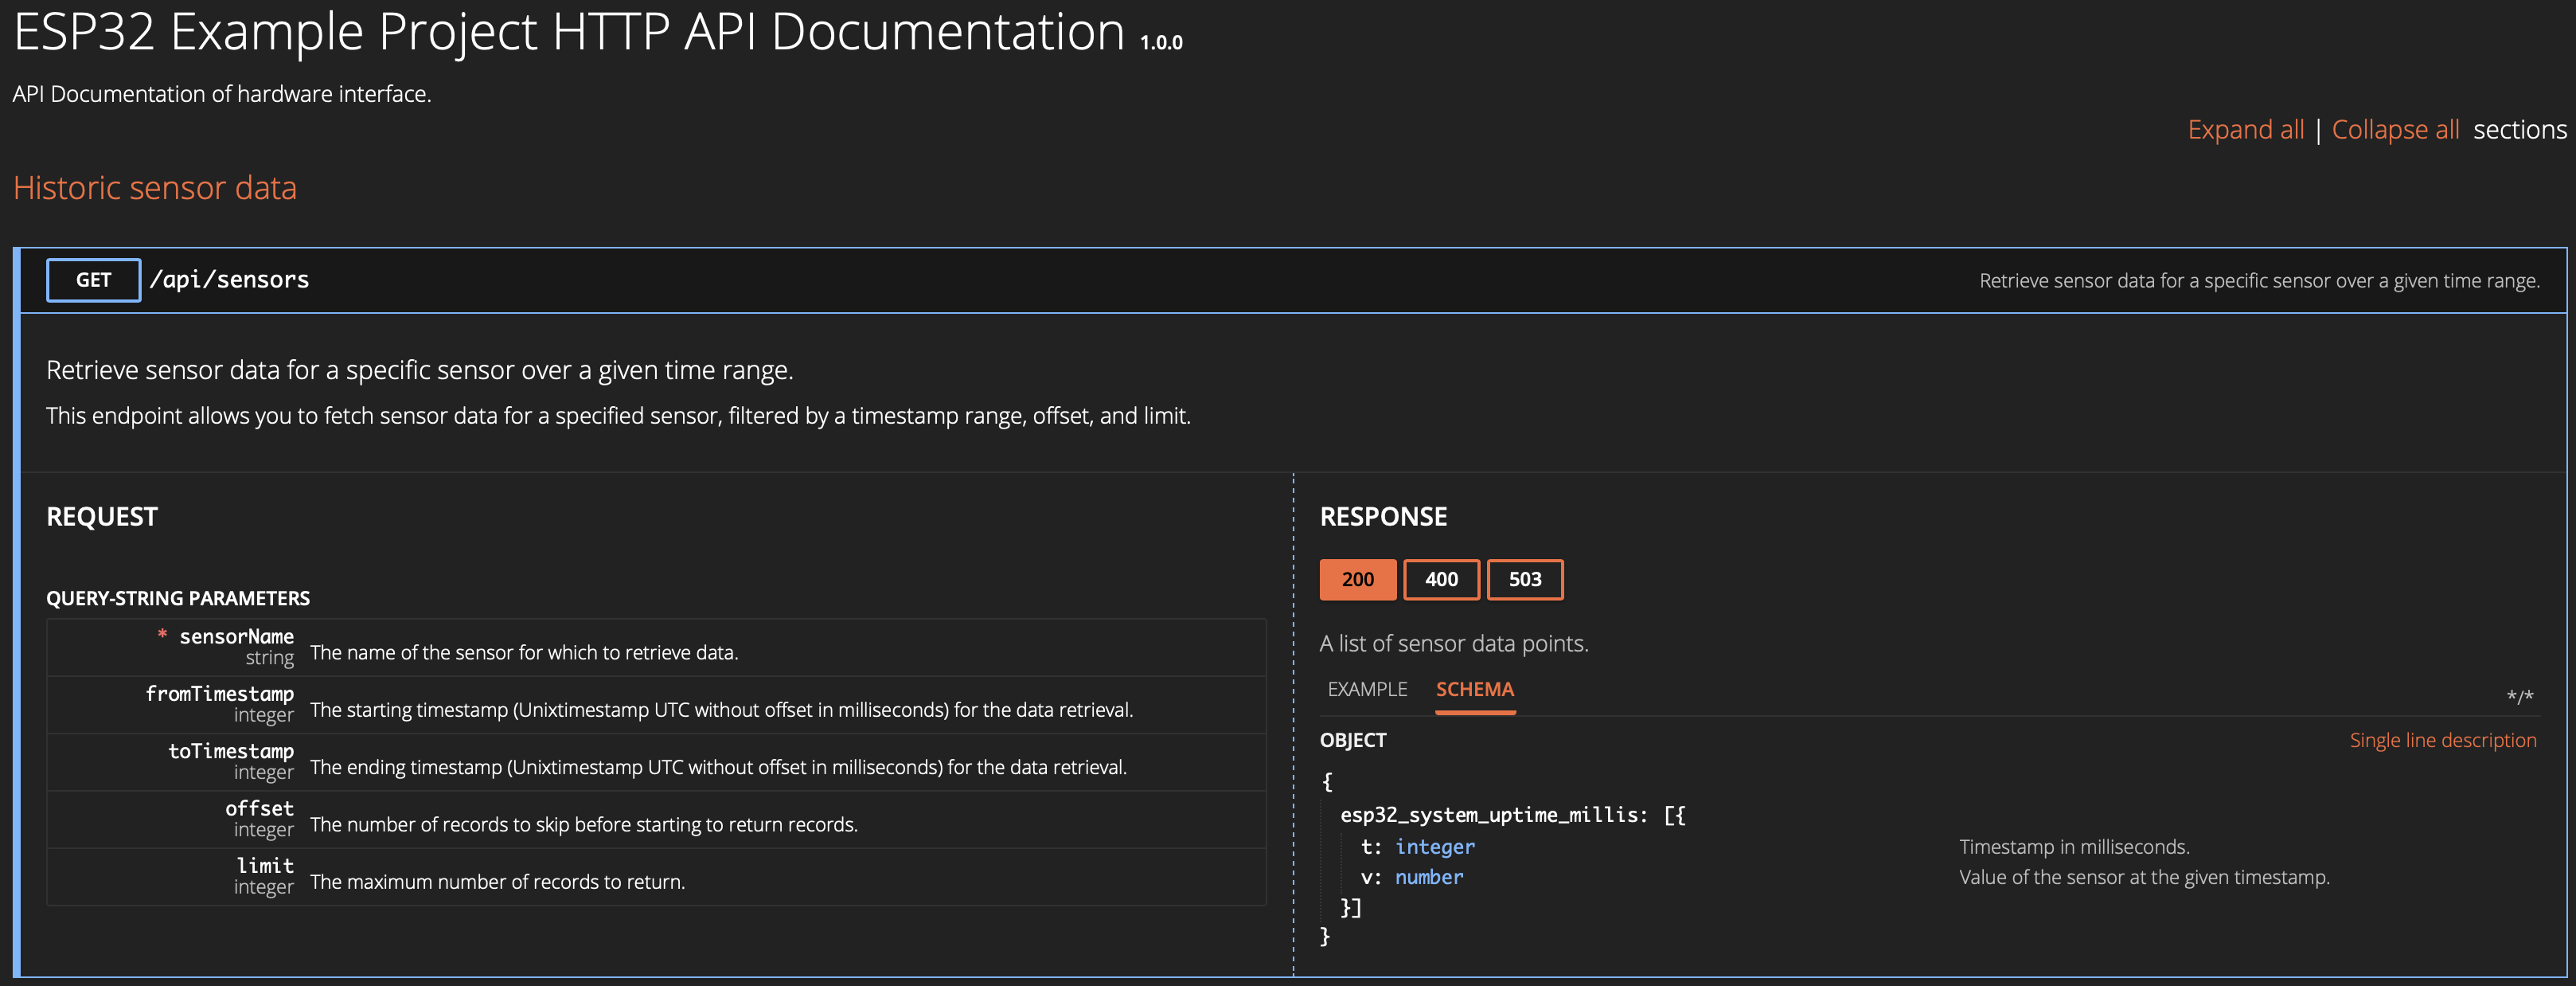 ESP32 Example Project HTTP API Documentation 1.0.0
API Documentation of hardware interface.
Expand all | Collapse all sections
Historic sensor data
GET /api/sensors Retrieve sensor data for a specific sensor over a given time range.
Retrieve sensor data for a specific sensor over a given time range.
This endpoint allows you to fetch sensor data for a specified sensor, filtered by a timestamp range, offset, and limit.
REQUEST
QUERY-STRING PARAMETERS
* sensorName
string
The name of the sensor for which to retrieve data.
fromTimestamp
integer
The starting timestamp (Unixtimestamp UTC without offset in milliseconds) for the data retrieval.
toTimestamp
integer
The ending timestamp (Unixtimestamp UTC without offset in milliseconds) for the data retrieval.
offset
integer
The number of records to skip before starting to return records.
limit
integer
The maximum number of records to return.
RESPONSE
200 400 503
A list of sensor data points.
EXAMPLE SCHEMA */*
OBJECT Single line description
{
esp32_system_uptime_millis: [{
t: integer Timestamp in milliseconds.
v: number Value of the sensor at the given timestamp.
}]
}